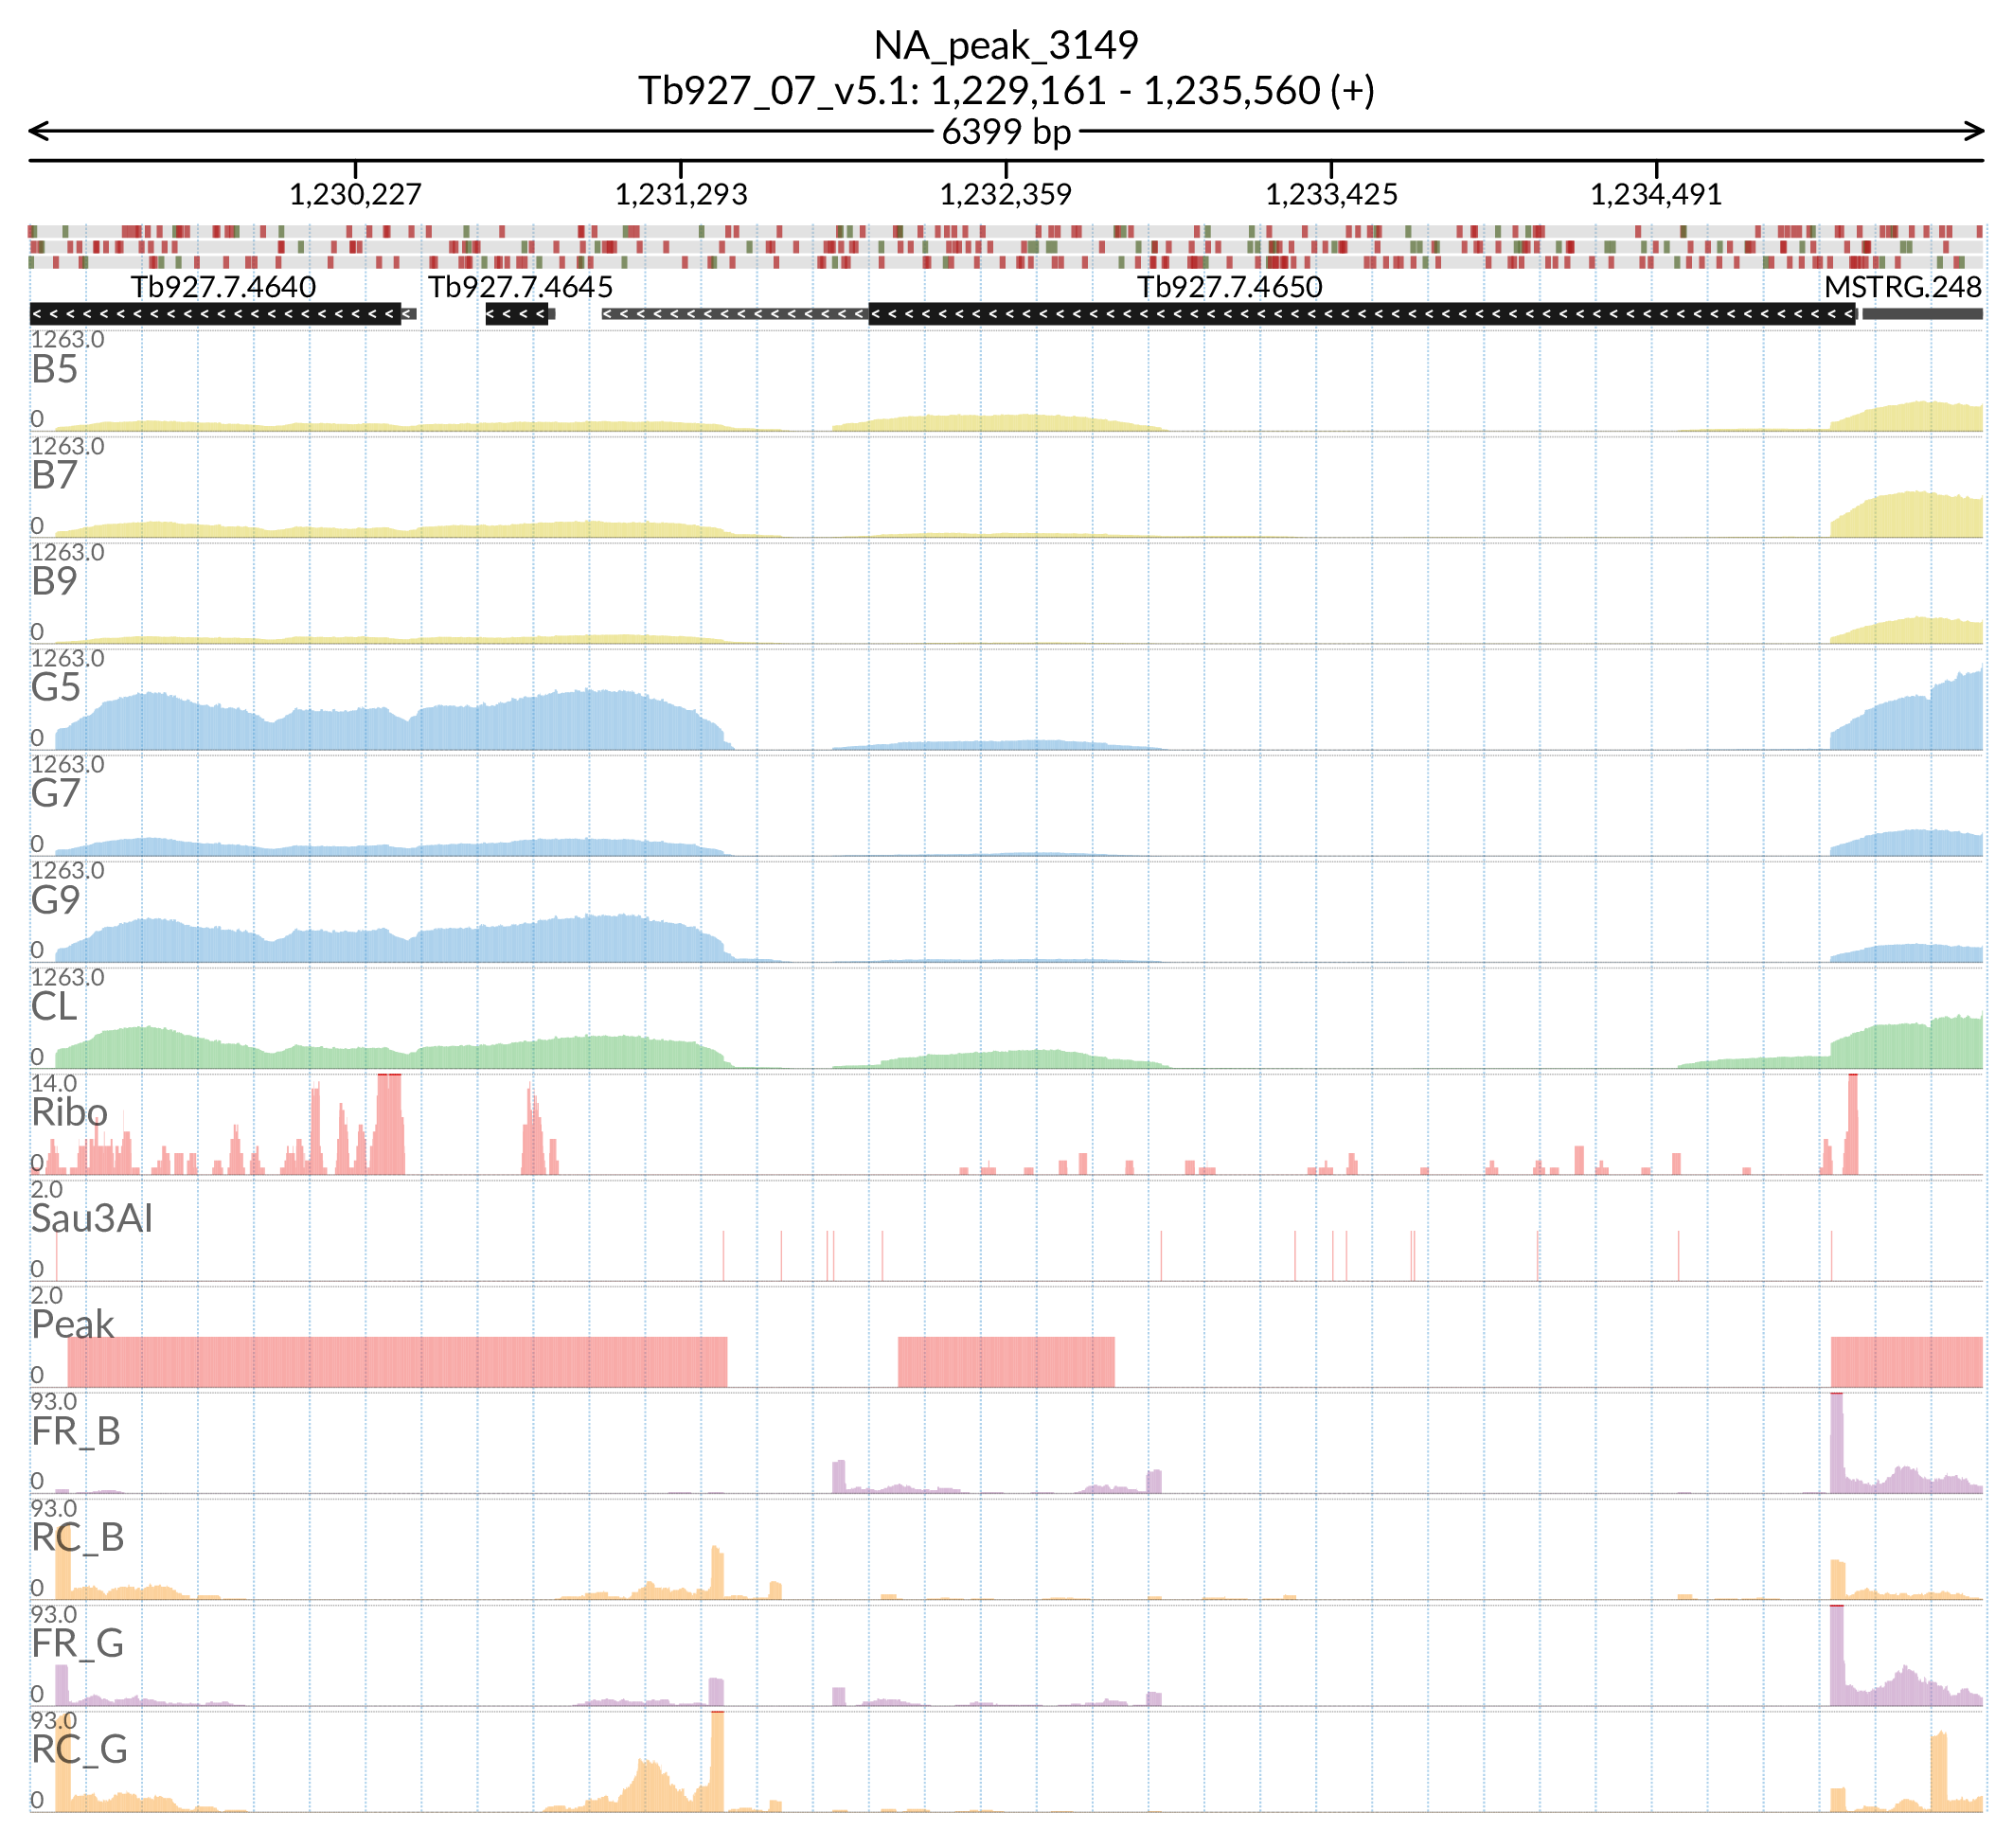 NA_peak_3149
Tb927_07_v5.1: 1,229,161 - 1,235,560 (+)
6399 bp
1,230,227 1,231,293 1,232,359 1,233,425 1,234,491
Tb927.7.4640 Tb927.7.4645 Tb927.7.4650 MSTRG.248
1263.0
B5
0
1263.0
B7
0
1263.0
B9
0
1263.0
G5
0
1263.0
G7
0
1263.0
G9
0
1263.0
CL
0
14.0
Ribo
0
2.0
Sau3AI
0
2.0
Peak
0
93.0
FR_B
0
93.0
RC_B
0
93.0
FR_G
0
93.0
RC_G
0